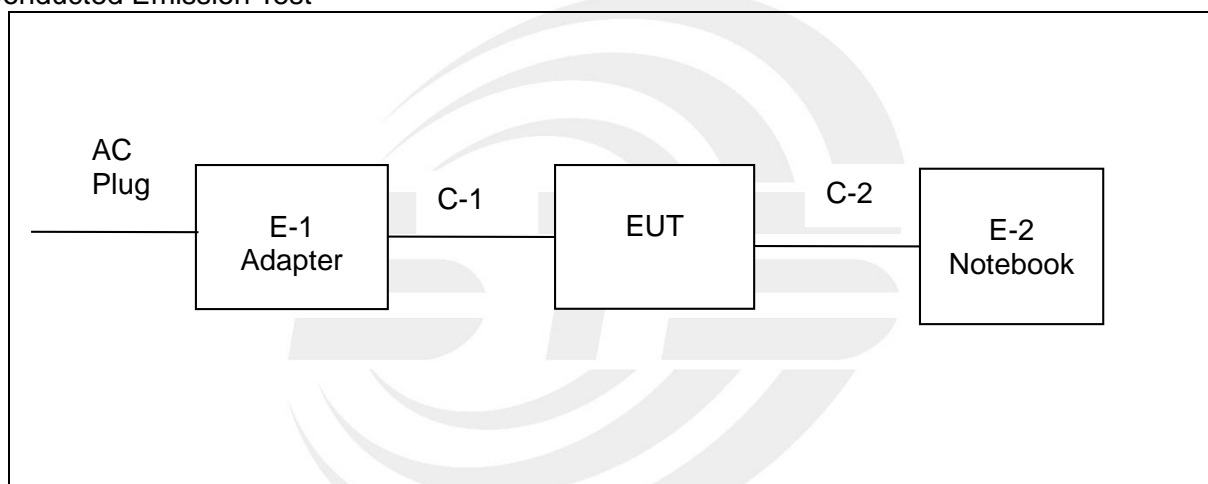 onducted Emission Test
AC
Plug
E-1
Adapter
C-1
EUT
C-2
E-2
Notebook